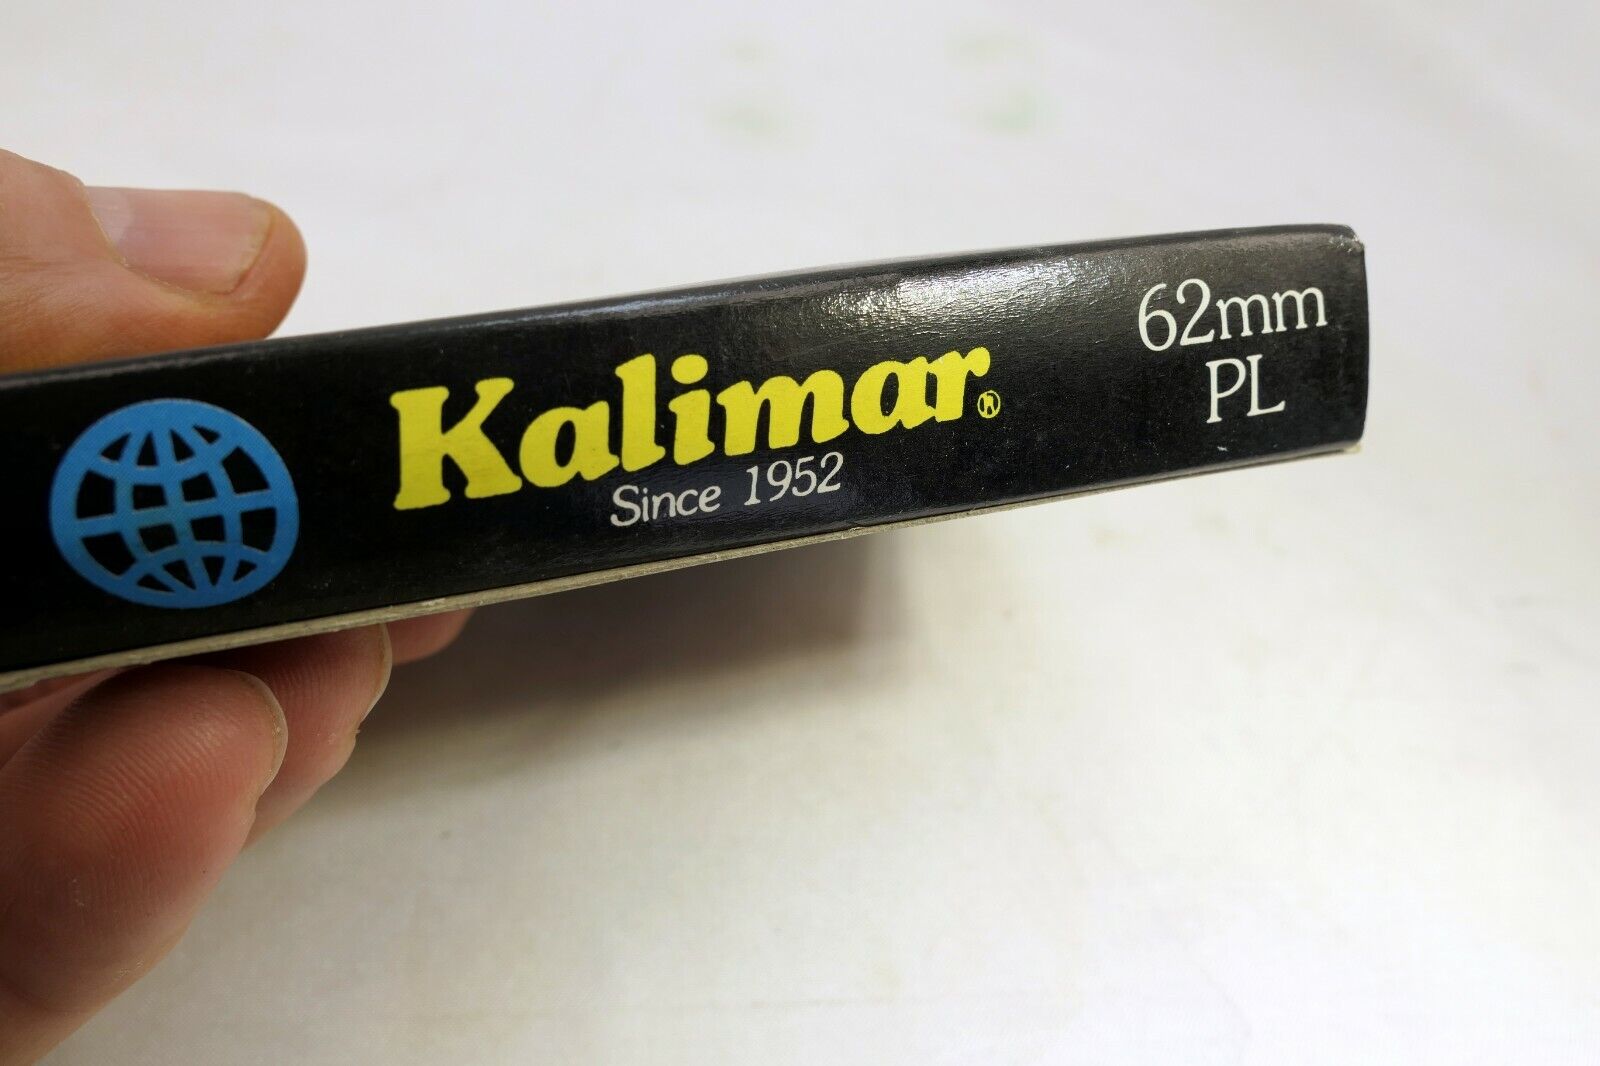 Kalimar®
Since 1952
62mm
PL